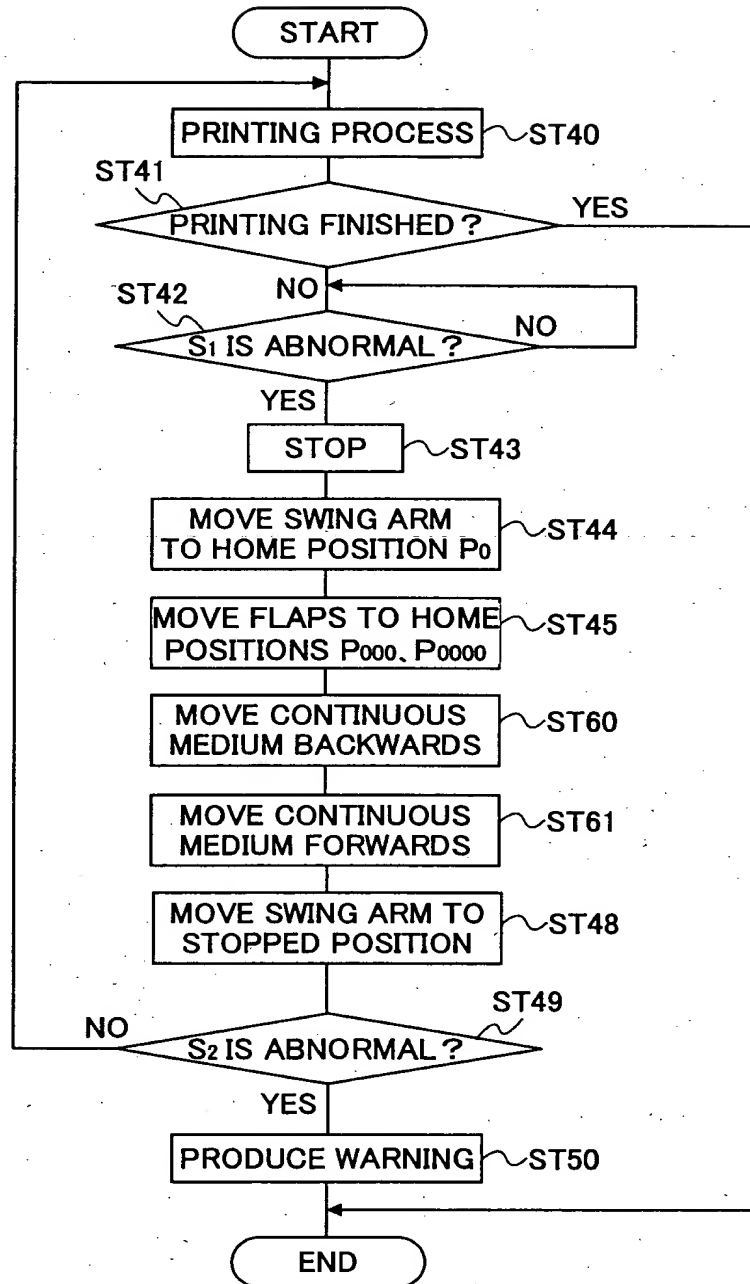 START
PRINTING PROCESS ST40
ST41
PRINTING FINISHED? YES
NO
ST42
S1 IS ABNORMAL? NO
YES
STOP ST43
MOVE SWING ARM
TO HOME POSITION P0
ST44
MOVE FLAPS TO HOME
POSITIONS P000、P0000
ST45
MOVE CONTINUOUS
MEDIUM BACKWARDS
ST60
MOVE CONTINUOUS
MEDIUM FORWARDS
ST61
MOVE SWING ARM TO
STOPPED POSITION
ST48
ST49
NO
S2 IS ABNORMAL?
YES
PRODUCE WARNING ST50
END